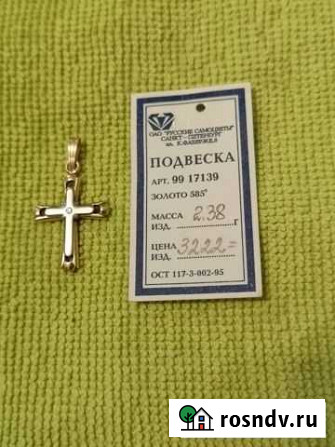 ОАО "РУССКИЕ САМОЦВЕТЫ"
САНКТ - ПЕТЕРБУРГ
ПОДВЕСКА
АРТ. 99 17139
ЗОЛОТО 585°
МАССА ИЗД. 2,38 г
ЦЕНА ИЗД. 3222=
ОСТ 117-3-002-95
rosndv.ru